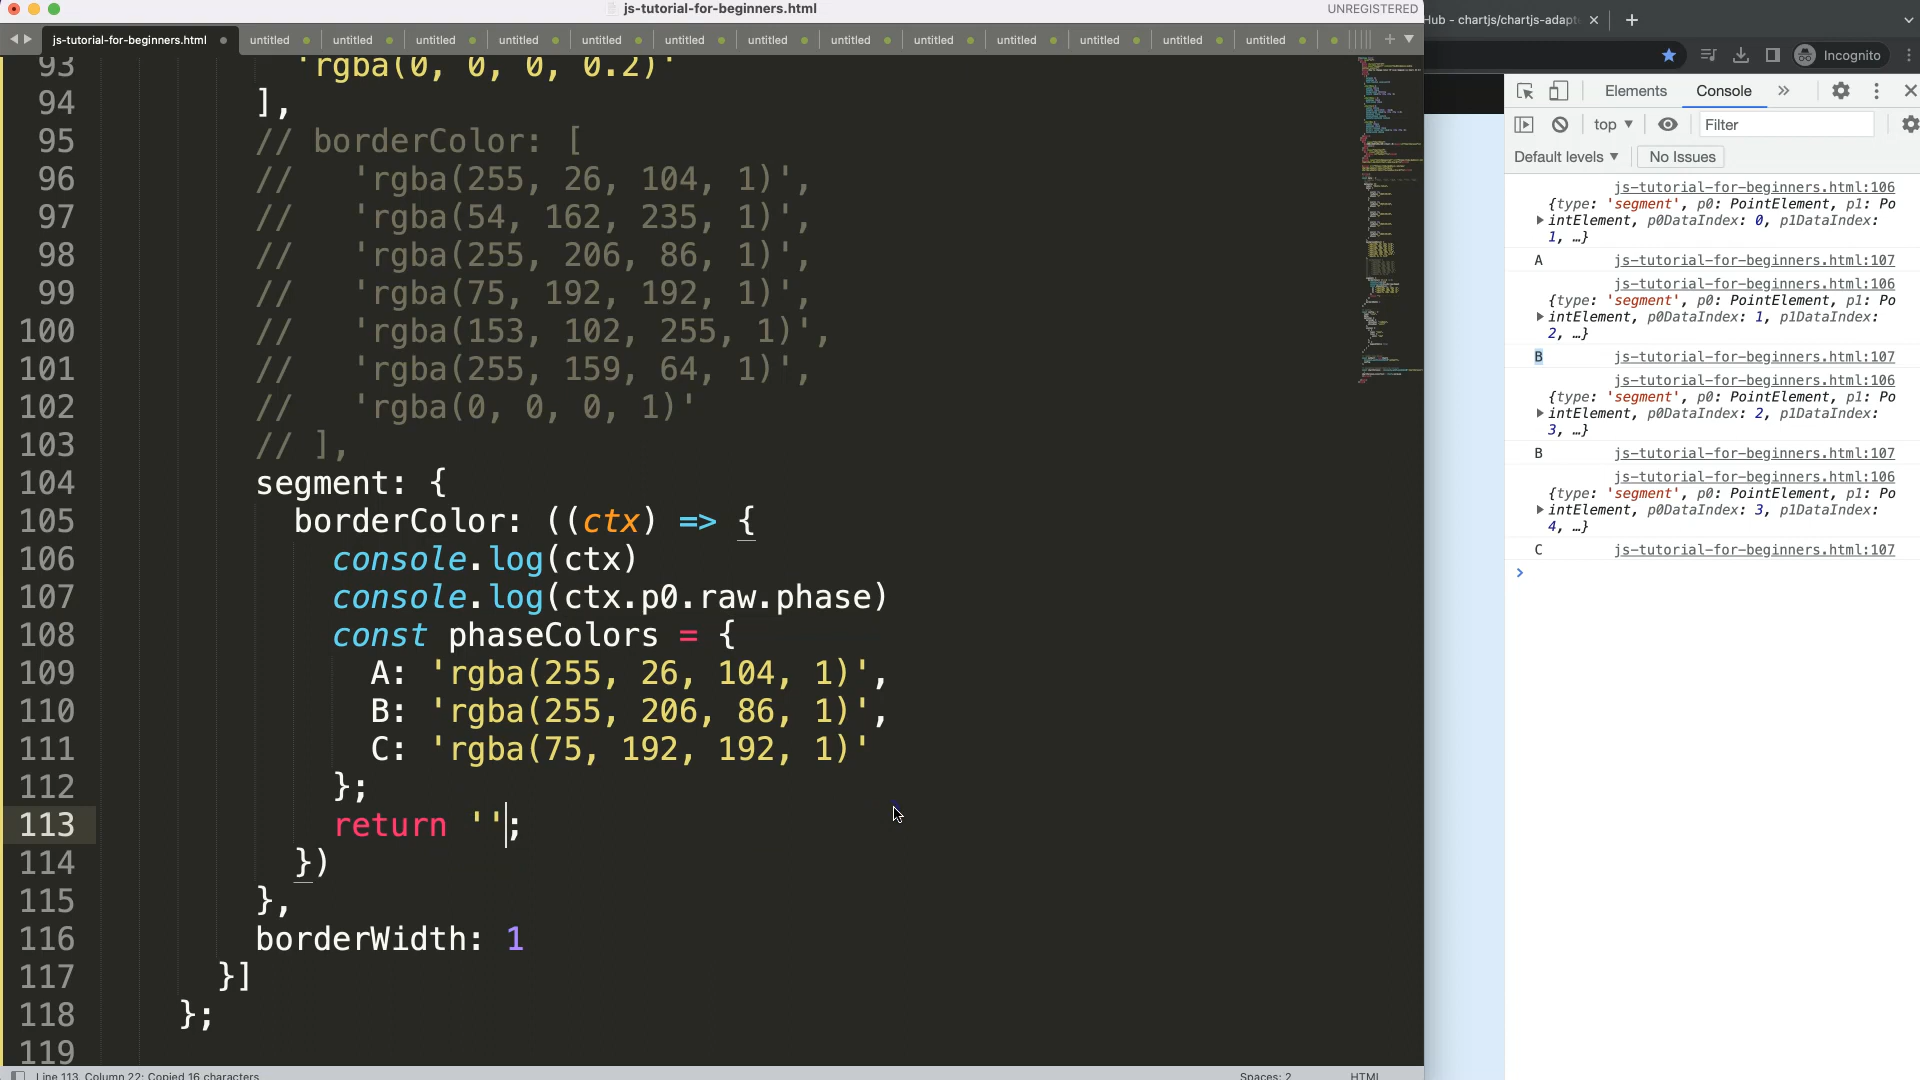 js-tutorial-for-beginners.html
UNREGISTERED
js-tutorial-for-beginners.html untitled untitled untitled untitled untitled untitled untitled untitled untitled untitled untitled untitled untitled
93 'rgba(0, 0, 0, 0.2)'
94 ],
95 // borderColor: [
96 //   'rgba(255, 26, 104, 1)',
97 //   'rgba(54, 162, 235, 1)',
98 //   'rgba(255, 206, 86, 1)',
99 //   'rgba(75, 192, 192, 1)',
100 //   'rgba(153, 102, 255, 1)',
101 //   'rgba(255, 159, 64, 1)',
102 //   'rgba(0, 0, 0, 1)'
103 // ],
104 segment: {
105 borderColor: ((ctx) => {
106 console.log(ctx)
107 console.log(ctx.p0.raw.phase)
108 const phaseColors = {
109 A: 'rgba(255, 26, 104, 1)',
110 B: 'rgba(255, 206, 86, 1)',
111 C: 'rgba(75, 192, 192, 1)'
112 };
113 return '';
114 })
115 },
116 borderWidth: 1
117 }]
118 };
119
Line 113, Column 22; Copied 16 characters
Spaces: 2
HTML
Hub - chartjs/chartjs-adapt
Incognito
Elements Console
top Filter
Default levels No Issues
js-tutorial-for-beginners.html:106
{type: 'segment', p0: PointElement, p1: Po
intElement, p0DataIndex: 0, p1DataIndex:
1, …}
A js-tutorial-for-beginners.html:107
js-tutorial-for-beginners.html:106
{type: 'segment', p0: PointElement, p1: Po
intElement, p0DataIndex: 1, p1DataIndex:
2, …}
B js-tutorial-for-beginners.html:107
js-tutorial-for-beginners.html:106
{type: 'segment', p0: PointElement, p1: Po
intElement, p0DataIndex: 2, p1DataIndex:
3, …}
B js-tutorial-for-beginners.html:107
js-tutorial-for-beginners.html:106
{type: 'segment', p0: PointElement, p1: Po
intElement, p0DataIndex: 3, p1DataIndex:
4, …}
C js-tutorial-for-beginners.html:107